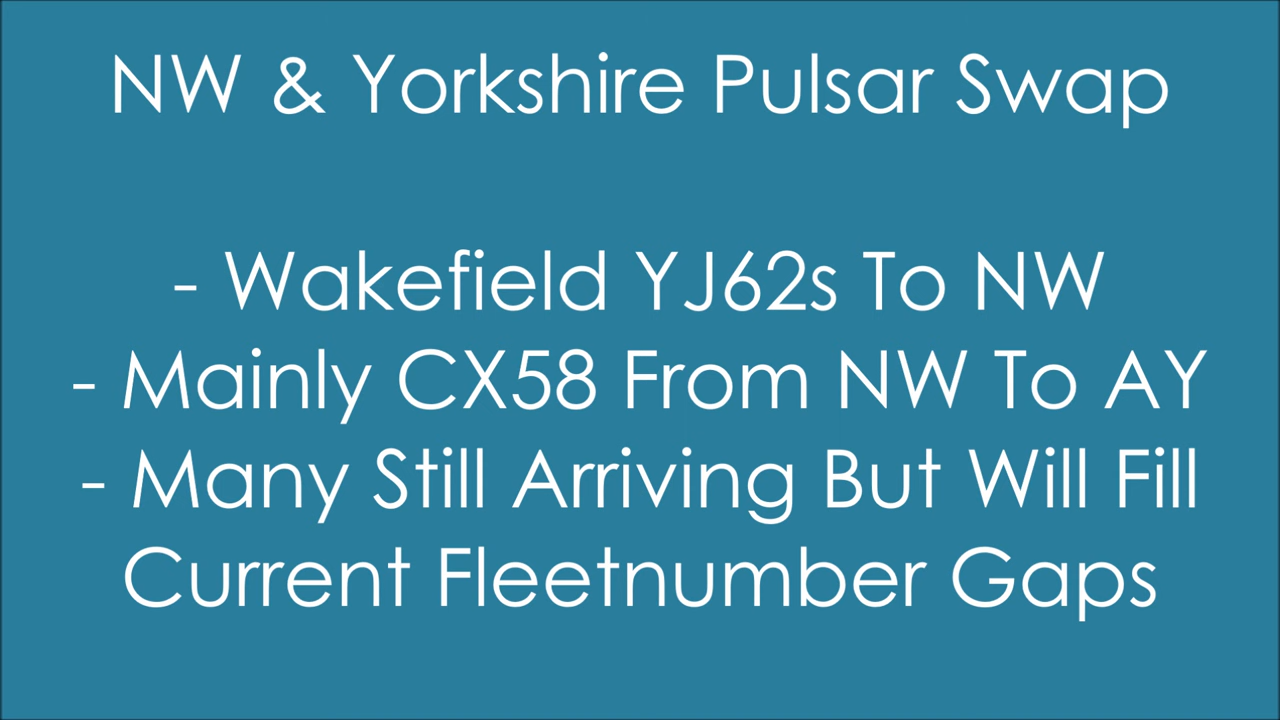 NW & Yorkshire Pulsar Swap
- Wakefield YJ62s To NW
- Mainly CX58 From NW To AY
- Many Still Arriving But Will Fill
Current Fleetnumber Gaps